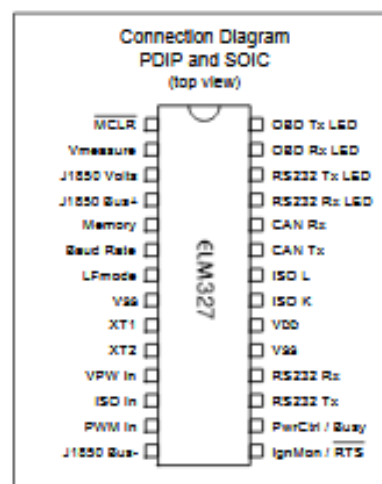 Connection Diagram
PDIP and SOIC
(top view)
MCLR
Vmeasure
J1850 Volts
J1850 Bus+
Memory
Baud Rate
LFmode
Vss
XT1
XT2
VPW In
ISO In
PWM In
J1850 Bus-
ELM327
OBD Tx LED
OBD Rx LED
RS232 Tx LED
RS232 Rx LED
CAN Rx
CAN Tx
ISO L
ISO K
VDD
Vss
RS232 Rx
RS232 Tx
PwrCtrl / Busy
IgnMon / RTS